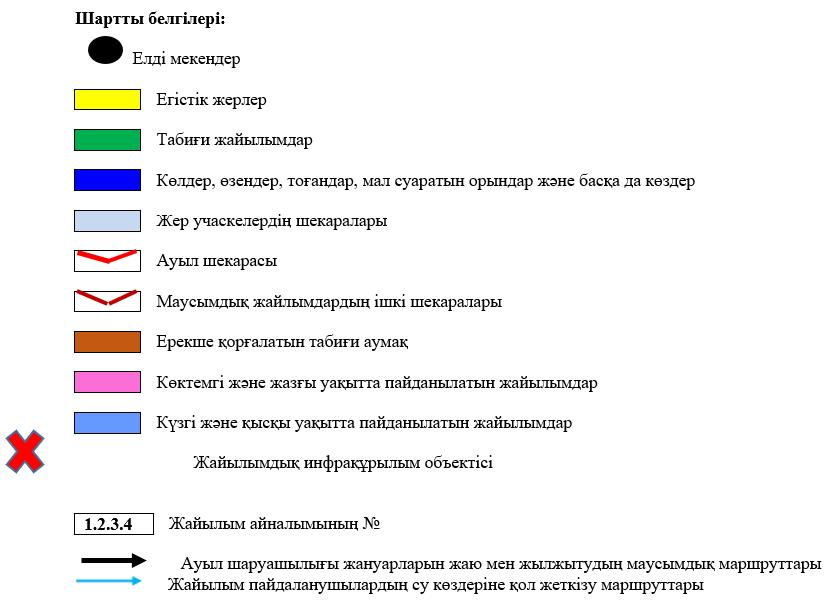 Шартты белгілері:
Елді мекендер
Егістік жерлер
Табиғи жайылымдар
Көлдер, өзендер, тоғандар, мал суаратын орындар және басқа да көздер
Жер учаскелердің шекаралары
Ауыл шекарасы
Маусымдық жайлымдардың ішкі шекаралары
Ерекше қорғалатын табиғи аумақ
Көктемгі және жазғы уақытта пайданылатын жайылымдар
Күзгі және қысқы уақытта пайданылатын жайылымдар
Жайылымдық инфрақұрылым объектісі
1.2.3.4 Жайылым айналымының №
Ауыл шаруашылығы жануарларын жаю мен жылжытудың маусымдық маршруттары
Жайылым пайдаланушылардың су көздеріне қол жеткізу маршруттары